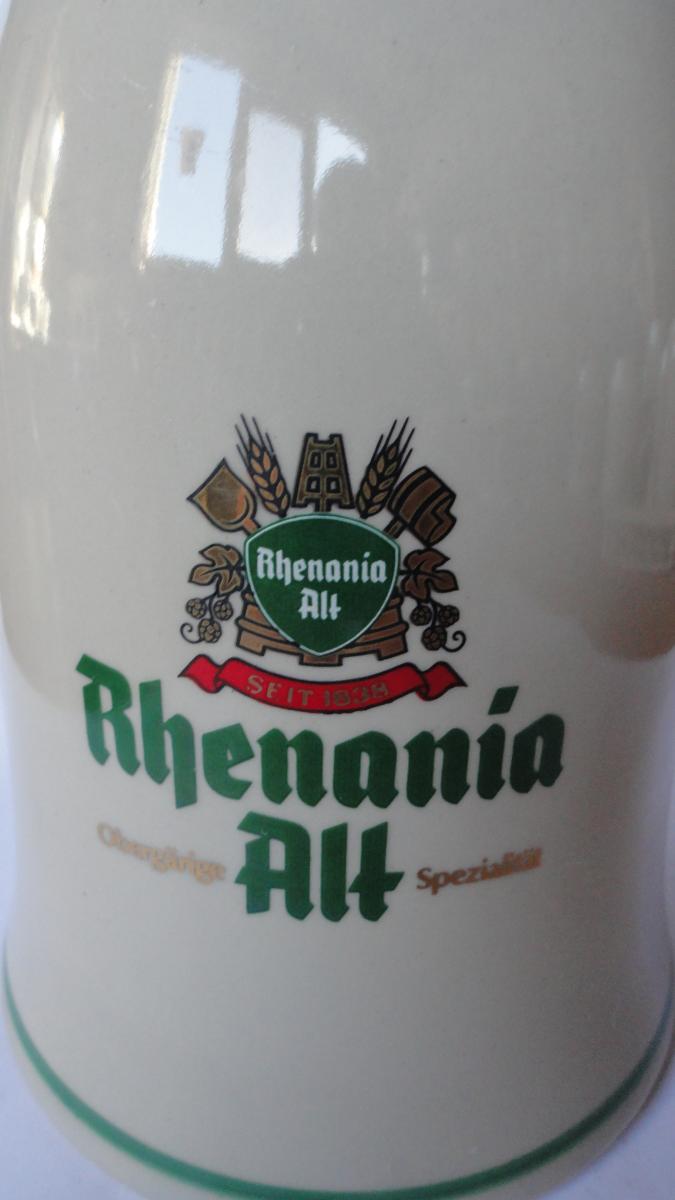 Rhenania
Alt
SEIT 1838
Rhenania
Obergärige Alt Spezialität